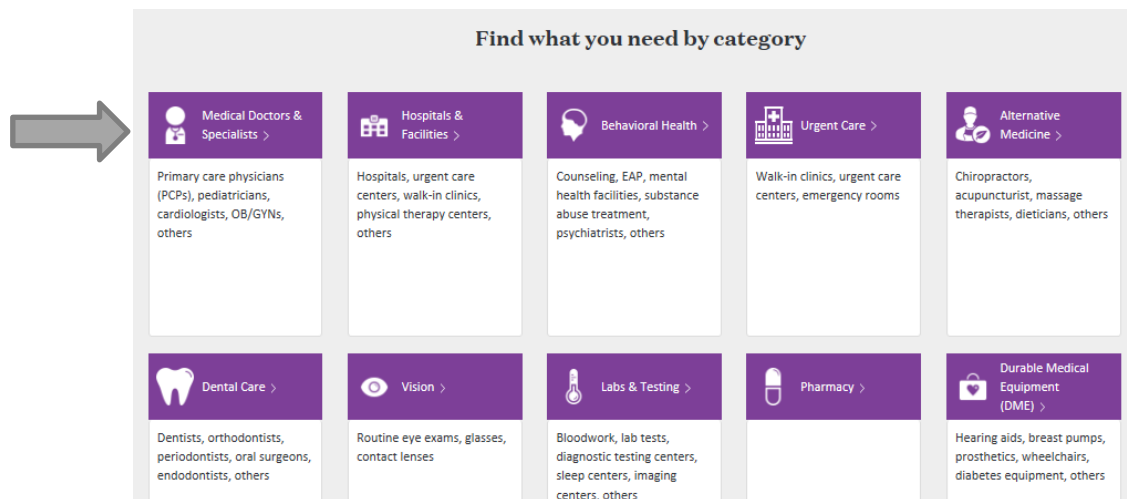 Find what you need by category
Medical Doctors &
Specialists >
Primary care physicians
(PCPs), pediatricians,
cardiologists, OB/GYNs,
others
Hospitals &
Facilities >
Hospitals, urgent care
centers, walk-in clinics,
physical therapy centers,
others
Behavioral Health >
Counseling, EAP, mental
health facilities, substance
abuse treatment,
psychiatrists, others
Urgent Care >
Walk-in clinics, urgent care
centers, emergency rooms
Alternative
Medicine >
Chiropractors,
acupuncturist, massage
therapists, dieticians, others
Dental Care >
Dentists, orthodontists,
periodontists, oral surgeons,
endodontists, others
Vision >
Routine eye exams, glasses,
contact lenses
Labs & Testing >
Bloodwork, lab tests,
diagnostic testing centers,
sleep centers, imaging
centers, others
Pharmacy >
Durable Medical
Equipment
(DME) >
Hearing aids, breast pumps,
prosthetics, wheelchairs,
diabetes equipment, others